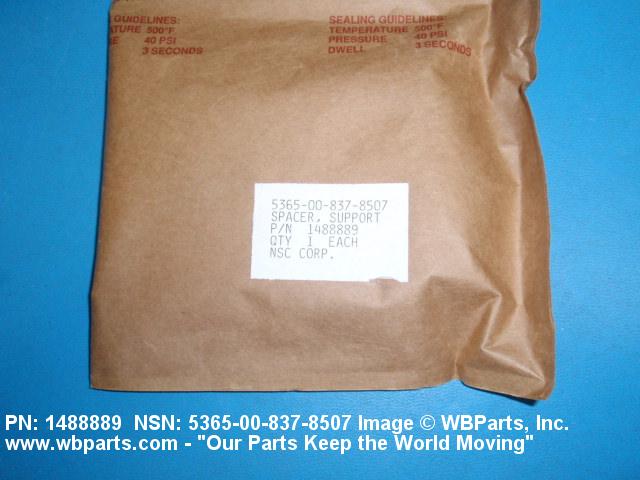 GUIDELINES:
500°F
40 PSI
3 SECONDS
SEALING GUIDELINES:
TEMPERATURE 500°F
PRESSURE 40 PSI
DWELL 3 SECONDS
5365-00-837-8507
SPACER, SUPPORT
P/N 1488889
QTY 1 EACH
NSC CORP.
PN: 1488889 NSN: 5365-00-837-8507 Image © WBParts, Inc.
www.wbparts.com - "Our Parts Keep the World Moving"